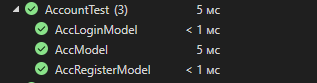 AccountTest (3) 5 мс
AccLoginModel < 1 мс
AccModel 5 мс
AccRegisterModel < 1 мс